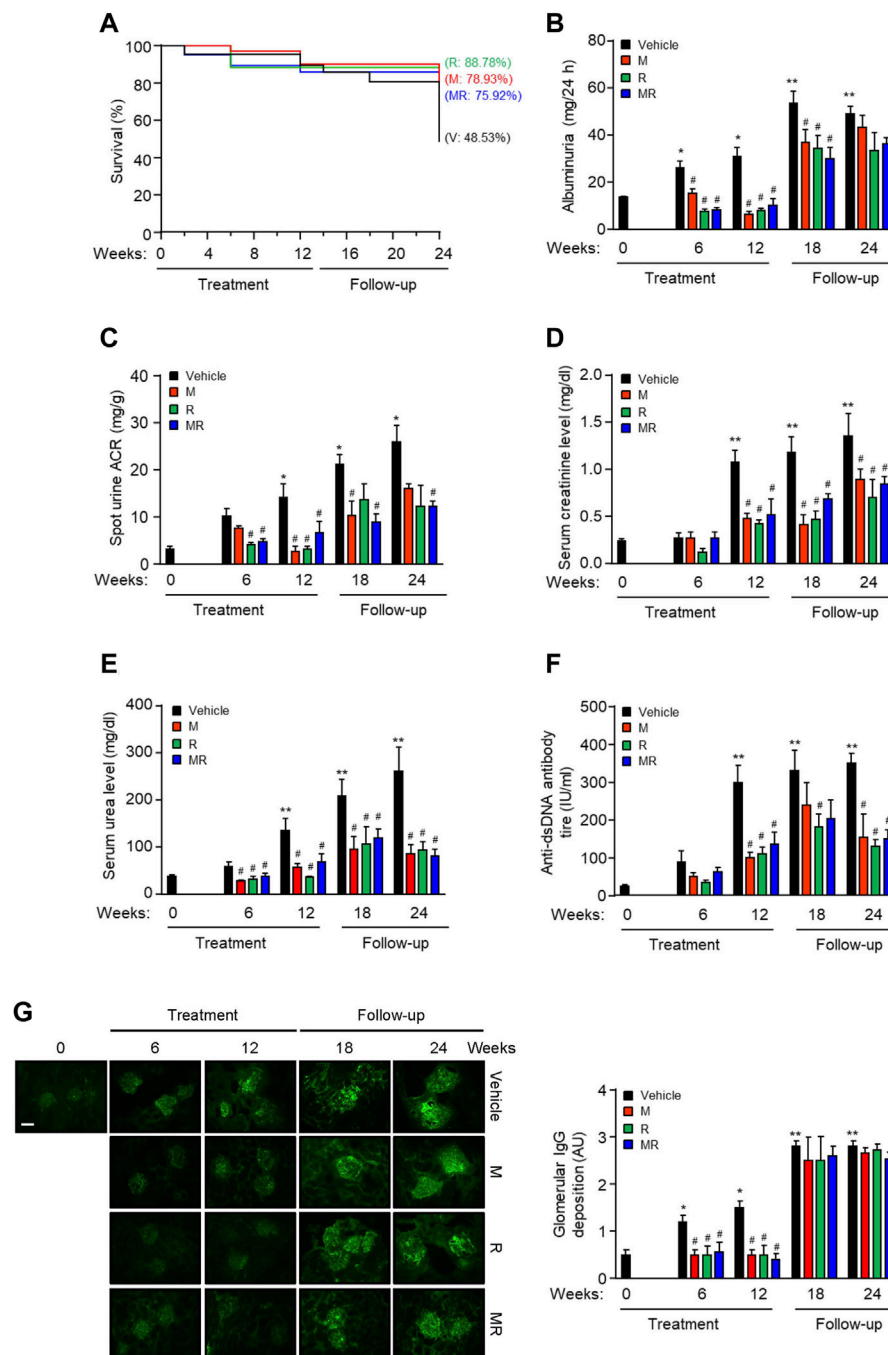 A
Survival (%)
100
80
60
40
20
0
(R: 88.78%)
(M: 78.93%)
(MR: 75.92%)
(V: 48.53%)
Weeks: 0 4 8 12 16 20 24
Treatment Follow-up
B
Albuminuria (mg/24 h)
80
60
40
20
0
Vehicle
M
R
MR
* # # # * # # # ** # # # **
Weeks: 0 6 12 18 24
Treatment Follow-up
C
Spot urine ACR (mg/g)
40
30
20
10
0
Vehicle
M
R
MR
# # * # # # * # # * #
Weeks: 0 6 12 18 24
Treatment Follow-up
D
Serum creatinine level (mg/dl)
2.0
1.5
1.0
0.5
0.0
Vehicle
M
R
MR
** # # # ** # # # ** # # #
Weeks: 0 6 12 18 24
Treatment Follow-up
E
Serum urea level (mg/dl)
400
300
200
100
0
Vehicle
M
R
MR
# # # ** # # # ** # # # ** # # #
Weeks: 0 6 12 18 24
Treatment Follow-up
F
Anti-dsDNA antibody
tire (IU/ml)
500
400
300
200
100
0
Vehicle
M
R
MR
** # # # ** # ** # # #
Weeks: 0 6 12 18 24
Treatment Follow-up
G
Treatment Follow-up
0 6 12 18 24 Weeks
Vehicle
M
R
MR
Glomerular IgG
deposition (AU)
4
3
2
1
0
Vehicle
M
R
MR
* # # # * # # # ** **
0 6 12 18 24
Treatment Follow-up